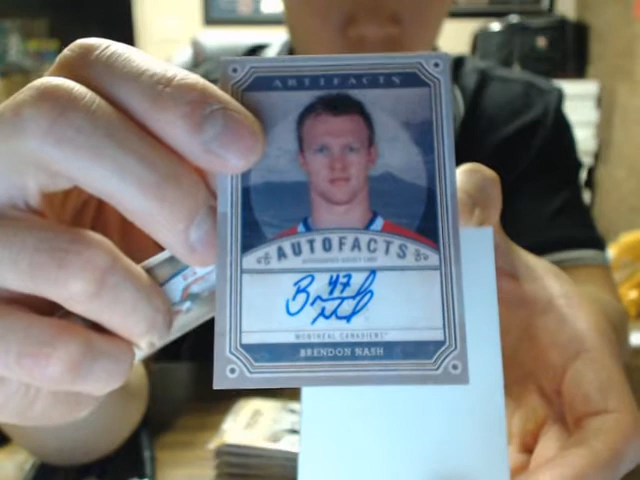 ARTIFACTS
AUTOFACTS
AUTOGRAPHED HOCKEY CARD
47
MONTREAL CANADIENS
BRENDON NASH